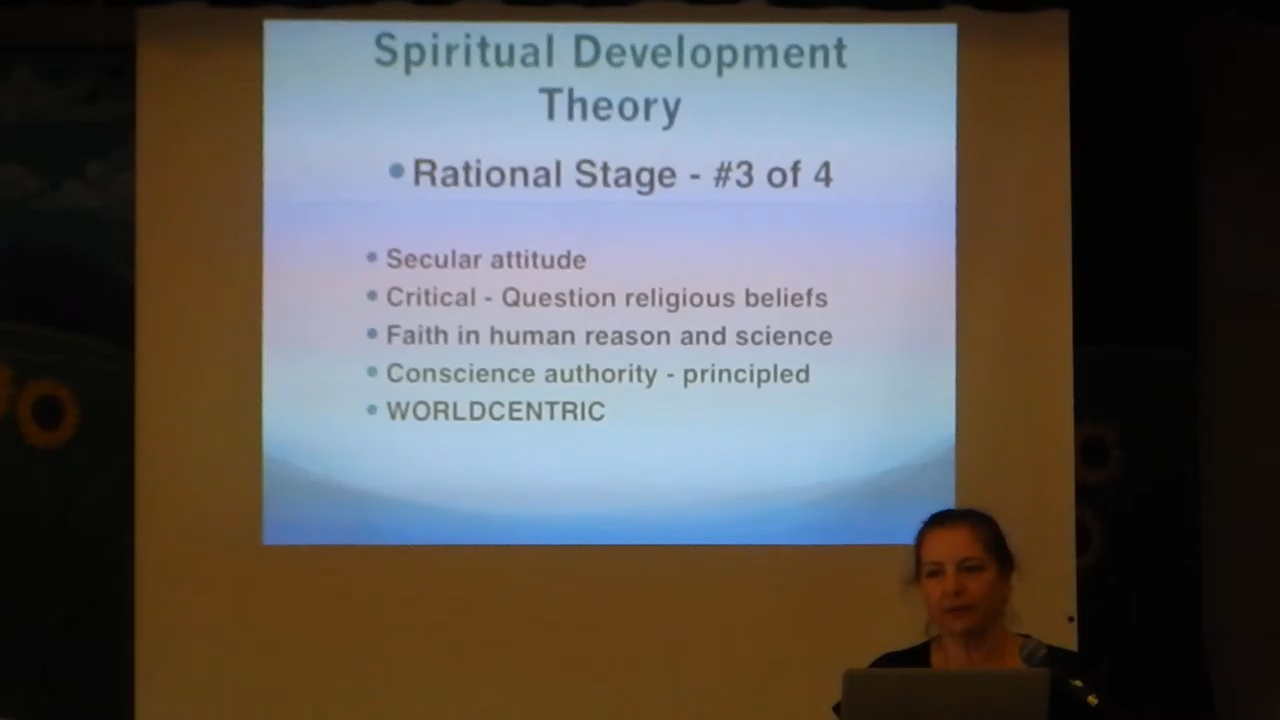 Spiritual Development
Theory
•Rational Stage - #3 of 4
• Secular attitude
• Critical - Question religious beliefs
• Faith in human reason and science
• Conscience authority - principled
• WORLDCENTRIC